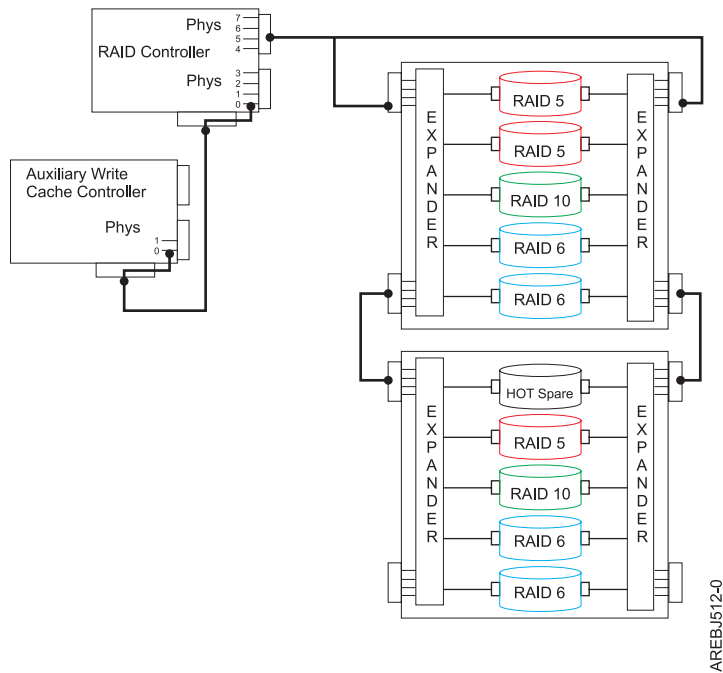 Phys
7
6
5
4
RAID Controller
Phys
3
2
1
0
Auxiliary Write
Cache Controller
Phys
1
0
EXPANDER
RAID 5
RAID 5
RAID 10
RAID 6
RAID 6
EXPANDER
EXPANDER
HOT Spare
RAID 5
RAID 10
RAID 6
RAID 6
EXPANDER
AREBJ512-0